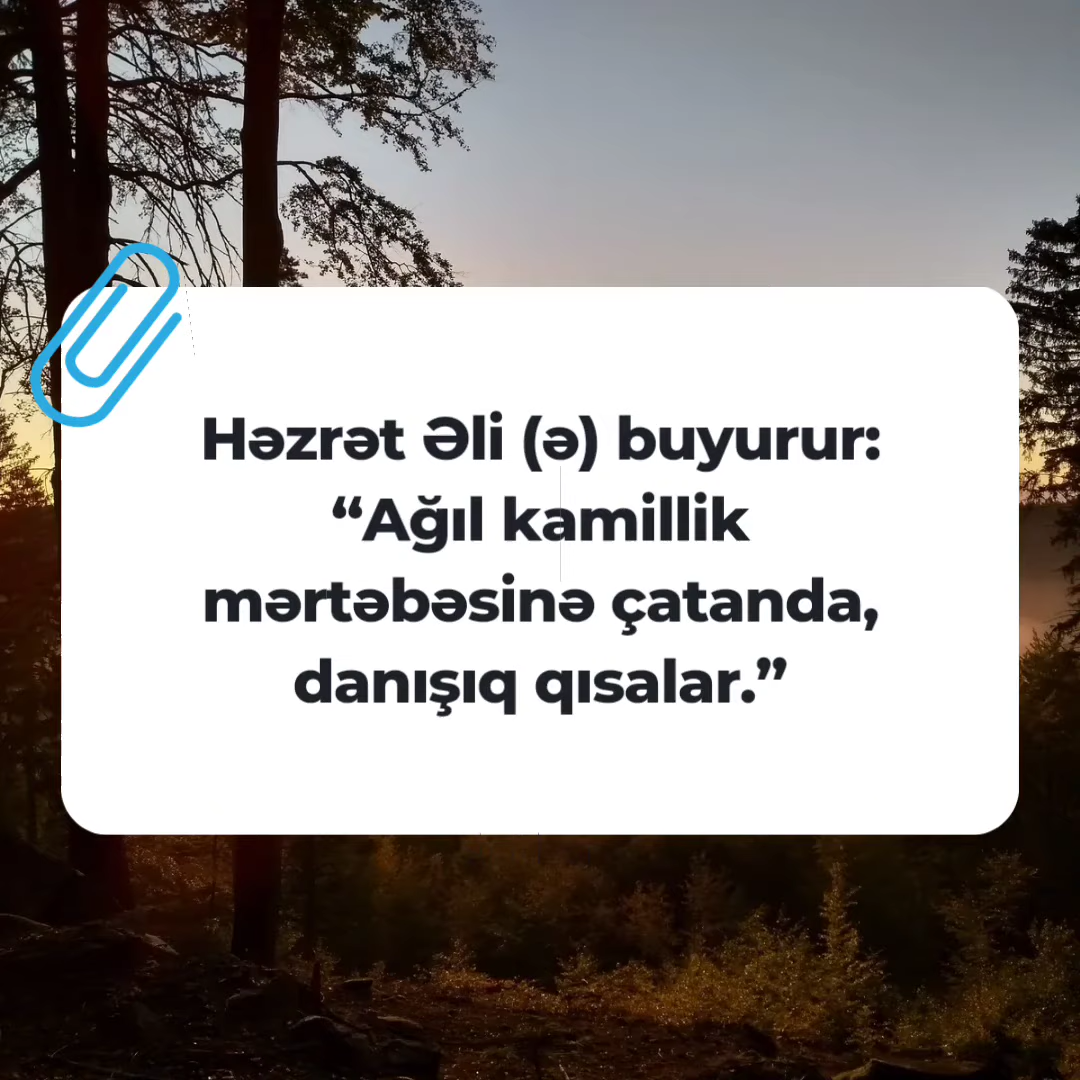 Həzrət Əli (ə) buyurur:
“Ağıl kamillik
mərtəbəsinə çatanda,
danışıq qısalar.”